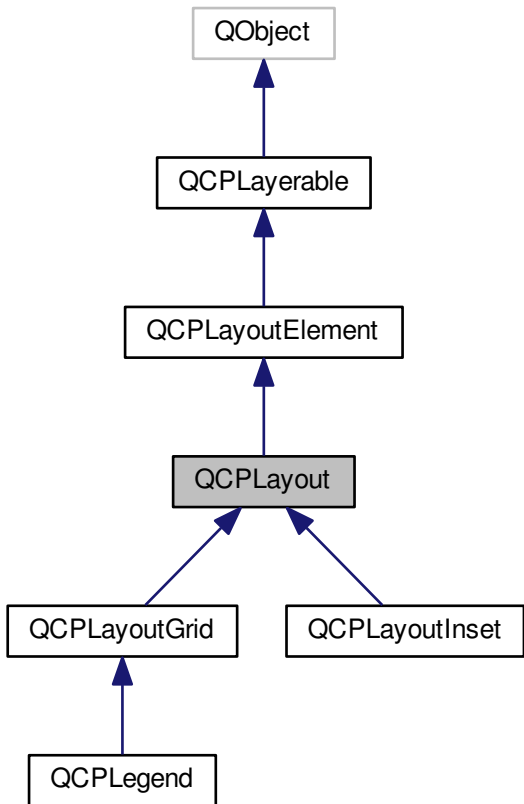 QObject
QCPLayerable
QCPLayoutElement
QCPLayout
QCPLayoutGrid
QCPLayoutInset
QCPLegend